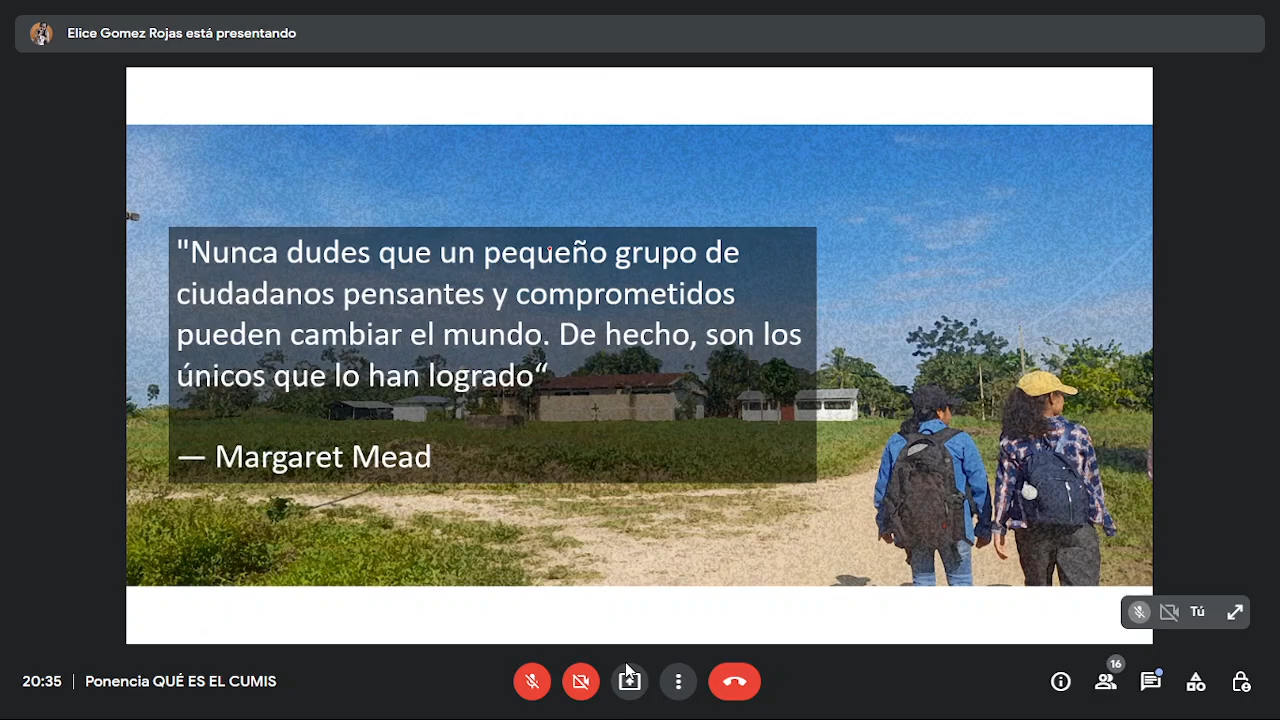 Elice Gomez Rojas está presentando
"Nunca dudes que un pequeño grupo de
ciudadanos pensantes y comprometidos
pueden cambiar el mundo. De hecho, son los
únicos que lo han logrado“
— Margaret Mead
Tú
16
20:35 | Ponencia QUÉ ES EL CUMIS